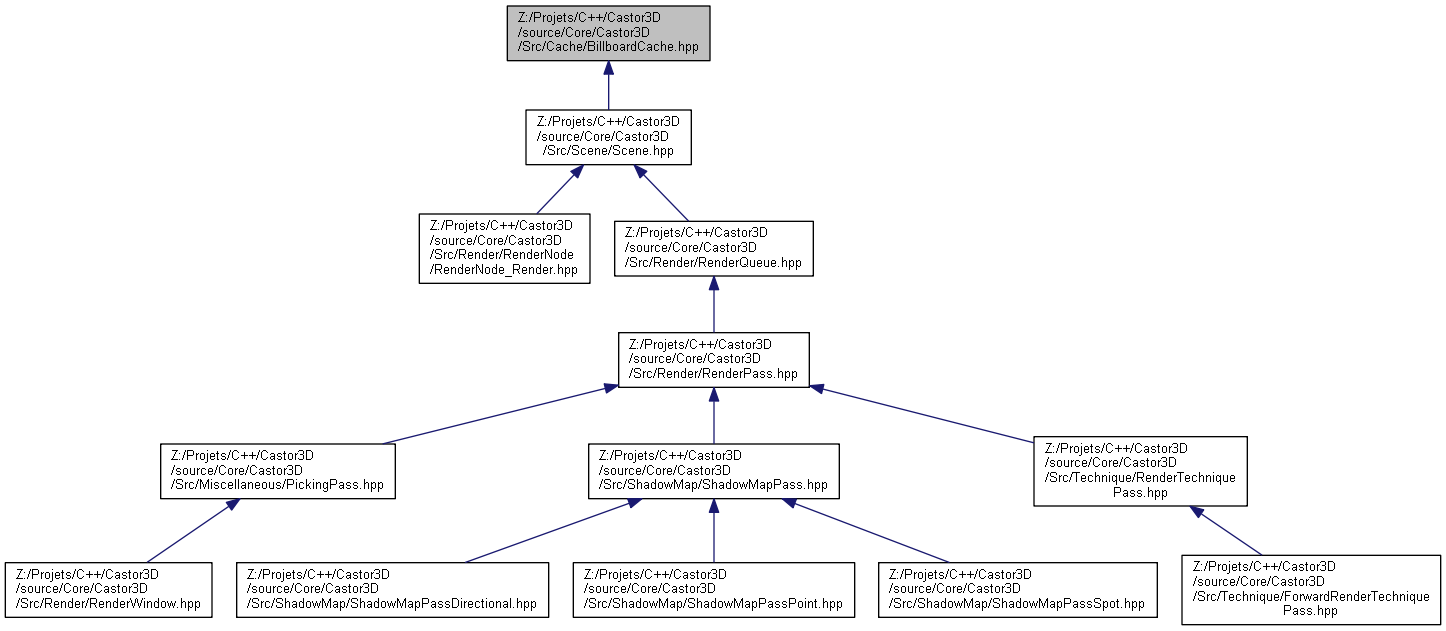 Z:/Projets/C++/Castor3D
/source/Core/Castor3D
/Src/Cache/BillboardCache.hpp
Z:/Projets/C++/Castor3D
/source/Core/Castor3D
/Src/Scene/Scene.hpp
Z:/Projets/C++/Castor3D
/source/Core/Castor3D
/Src/Render/RenderNode
/RenderNode_Render.hpp
Z:/Projets/C++/Castor3D
/source/Core/Castor3D
/Src/Render/RenderQueue.hpp
Z:/Projets/C++/Castor3D
/source/Core/Castor3D
/Src/Render/RenderPass.hpp
Z:/Projets/C++/Castor3D
/source/Core/Castor3D
/Src/Miscellaneous/PickingPass.hpp
Z:/Projets/C++/Castor3D
/source/Core/Castor3D
/Src/ShadowMap/ShadowMapPass.hpp
Z:/Projets/C++/Castor3D
/source/Core/Castor3D
/Src/Technique/RenderTechnique
Pass.hpp
Z:/Projets/C++/Castor3D
/source/Core/Castor3D
/Src/Render/RenderWindow.hpp
Z:/Projets/C++/Castor3D
/source/Core/Castor3D
/Src/ShadowMap/ShadowMapPassDirectional.hpp
Z:/Projets/C++/Castor3D
/source/Core/Castor3D
/Src/ShadowMap/ShadowMapPassPoint.hpp
Z:/Projets/C++/Castor3D
/source/Core/Castor3D
/Src/ShadowMap/ShadowMapPassSpot.hpp
Z:/Projets/C++/Castor3D
/source/Core/Castor3D
/Src/Technique/ForwardRenderTechnique
Pass.hpp